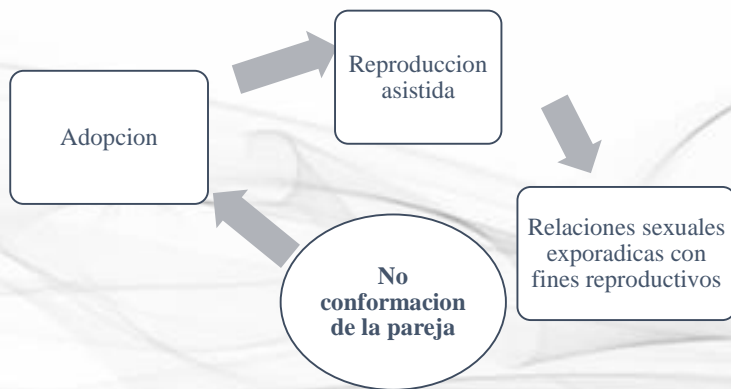 Reproduccion
asistida
Adopcion
Relaciones sexuales
exporadicas con
fines reproductivos
No
conformacion
de la pareja